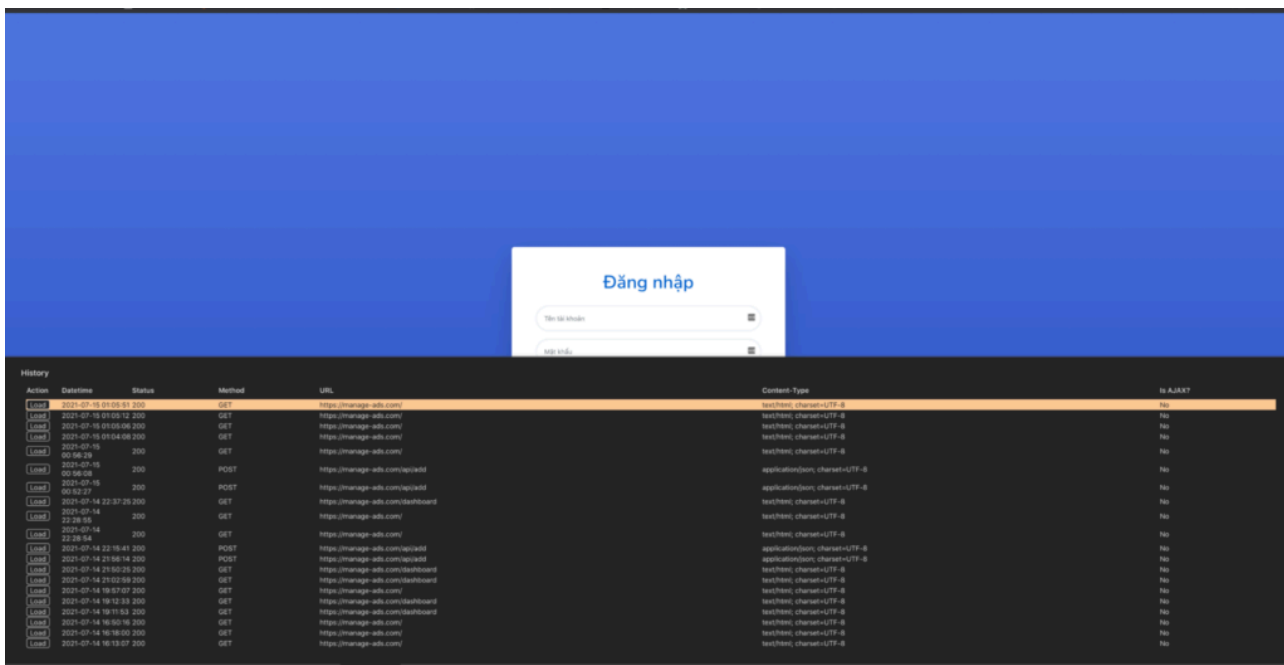 Đăng nhập
Tên tài khoản
Mật khẩu
History
Action Datetime Status Method URL Content-Type Is AJAX?
Load 2021-07-15 01:05:51 200 GET https://manage-ads.com/ text/html; charset=UTF-8 No
Load 2021-07-15 01:05:12 200 GET https://manage-ads.com/ text/html; charset=UTF-8 No
Load 2021-07-15 01:05:06 200 GET https://manage-ads.com/ text/html; charset=UTF-8 No
Load 2021-07-15 01:04:08 200 GET https://manage-ads.com/ text/html; charset=UTF-8 No
Load 2021-07-15 00:56:29 200 GET https://manage-ads.com/ text/html; charset=UTF-8 No
Load 2021-07-15 00:56:08 200 POST https://manage-ads.com/api/add application/json; charset=UTF-8 No
Load 2021-07-15 00:52:27 200 POST https://manage-ads.com/api/add application/json; charset=UTF-8 No
Load 2021-07-14 22:37:25 200 GET https://manage-ads.com/dashboard text/html; charset=UTF-8 No
Load 2021-07-14 22:28:55 200 GET https://manage-ads.com/ text/html; charset=UTF-8 No
Load 2021-07-14 22:28:54 200 GET https://manage-ads.com/ text/html; charset=UTF-8 No
Load 2021-07-14 22:15:41 200 POST https://manage-ads.com/api/add application/json; charset=UTF-8 No
Load 2021-07-14 21:56:14 200 POST https://manage-ads.com/api/add application/json; charset=UTF-8 No
Load 2021-07-14 21:50:25 200 GET https://manage-ads.com/dashboard text/html; charset=UTF-8 No
Load 2021-07-14 21:02:59 200 GET https://manage-ads.com/dashboard text/html; charset=UTF-8 No
Load 2021-07-14 19:57:07 200 GET https://manage-ads.com/ text/html; charset=UTF-8 No
Load 2021-07-14 19:12:33 200 GET https://manage-ads.com/dashboard text/html; charset=UTF-8 No
Load 2021-07-14 19:11:53 200 GET https://manage-ads.com/dashboard text/html; charset=UTF-8 No
Load 2021-07-14 16:50:16 200 GET https://manage-ads.com/ text/html; charset=UTF-8 No
Load 2021-07-14 16:18:00 200 GET https://manage-ads.com/ text/html; charset=UTF-8 No
Load 2021-07-14 16:13:07 200 GET https://manage-ads.com/ text/html; charset=UTF-8 No